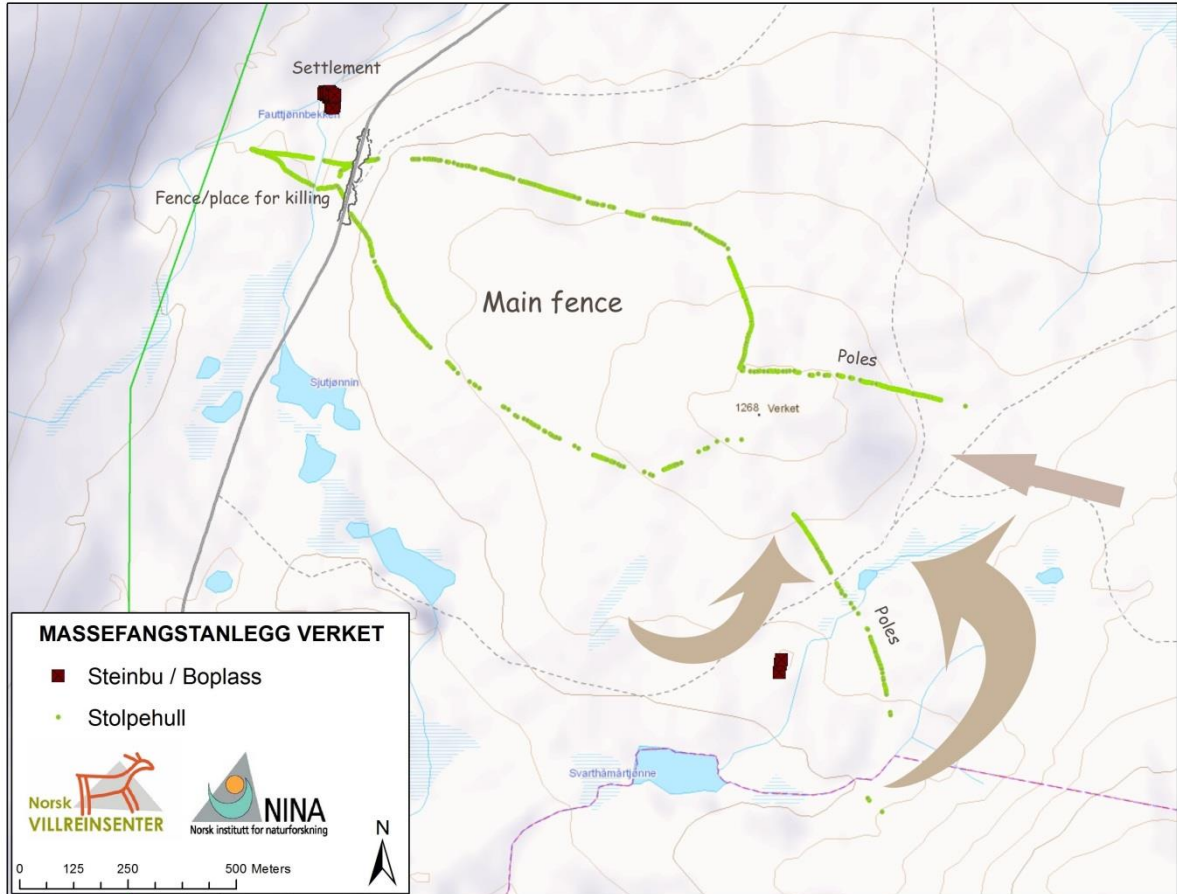 Settlement
Fauttjønnbekken
Fence/place for killing
Main fence
Poles
1268 Verket
Sjutjønnin
Poles
Svarthåmårtjønne
MASSEFANGSTANLEGG VERKET
Steinbu / Boplass
Stolpehull
Norsk
VILLREINSENTER
NINA
Norsk institutt for naturforskning
N
0 125 250 500 Meters